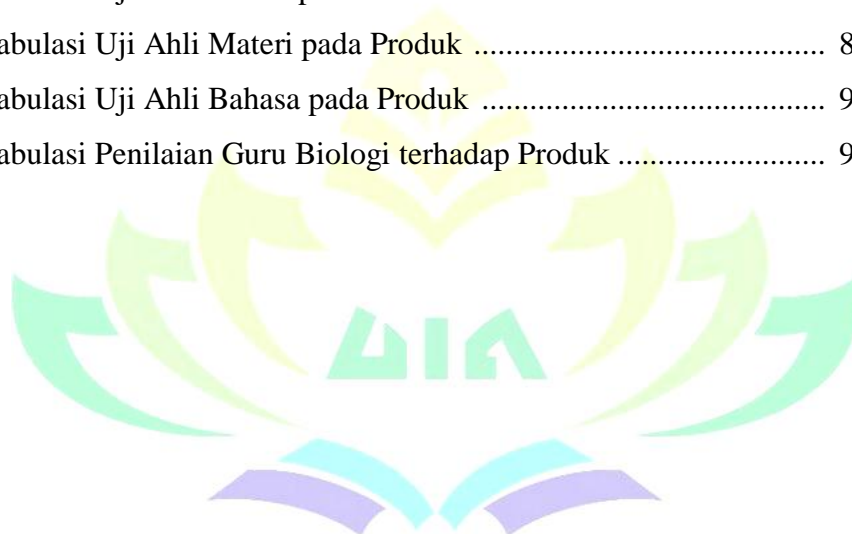 abulasi Uji Ahli Materi pada Produk ..................................... 8
abulasi Uji Ahli Bahasa pada Produk .................................... 9
abulasi Penilaian Guru Biologi terhadap Produk ...................... 9
UIN